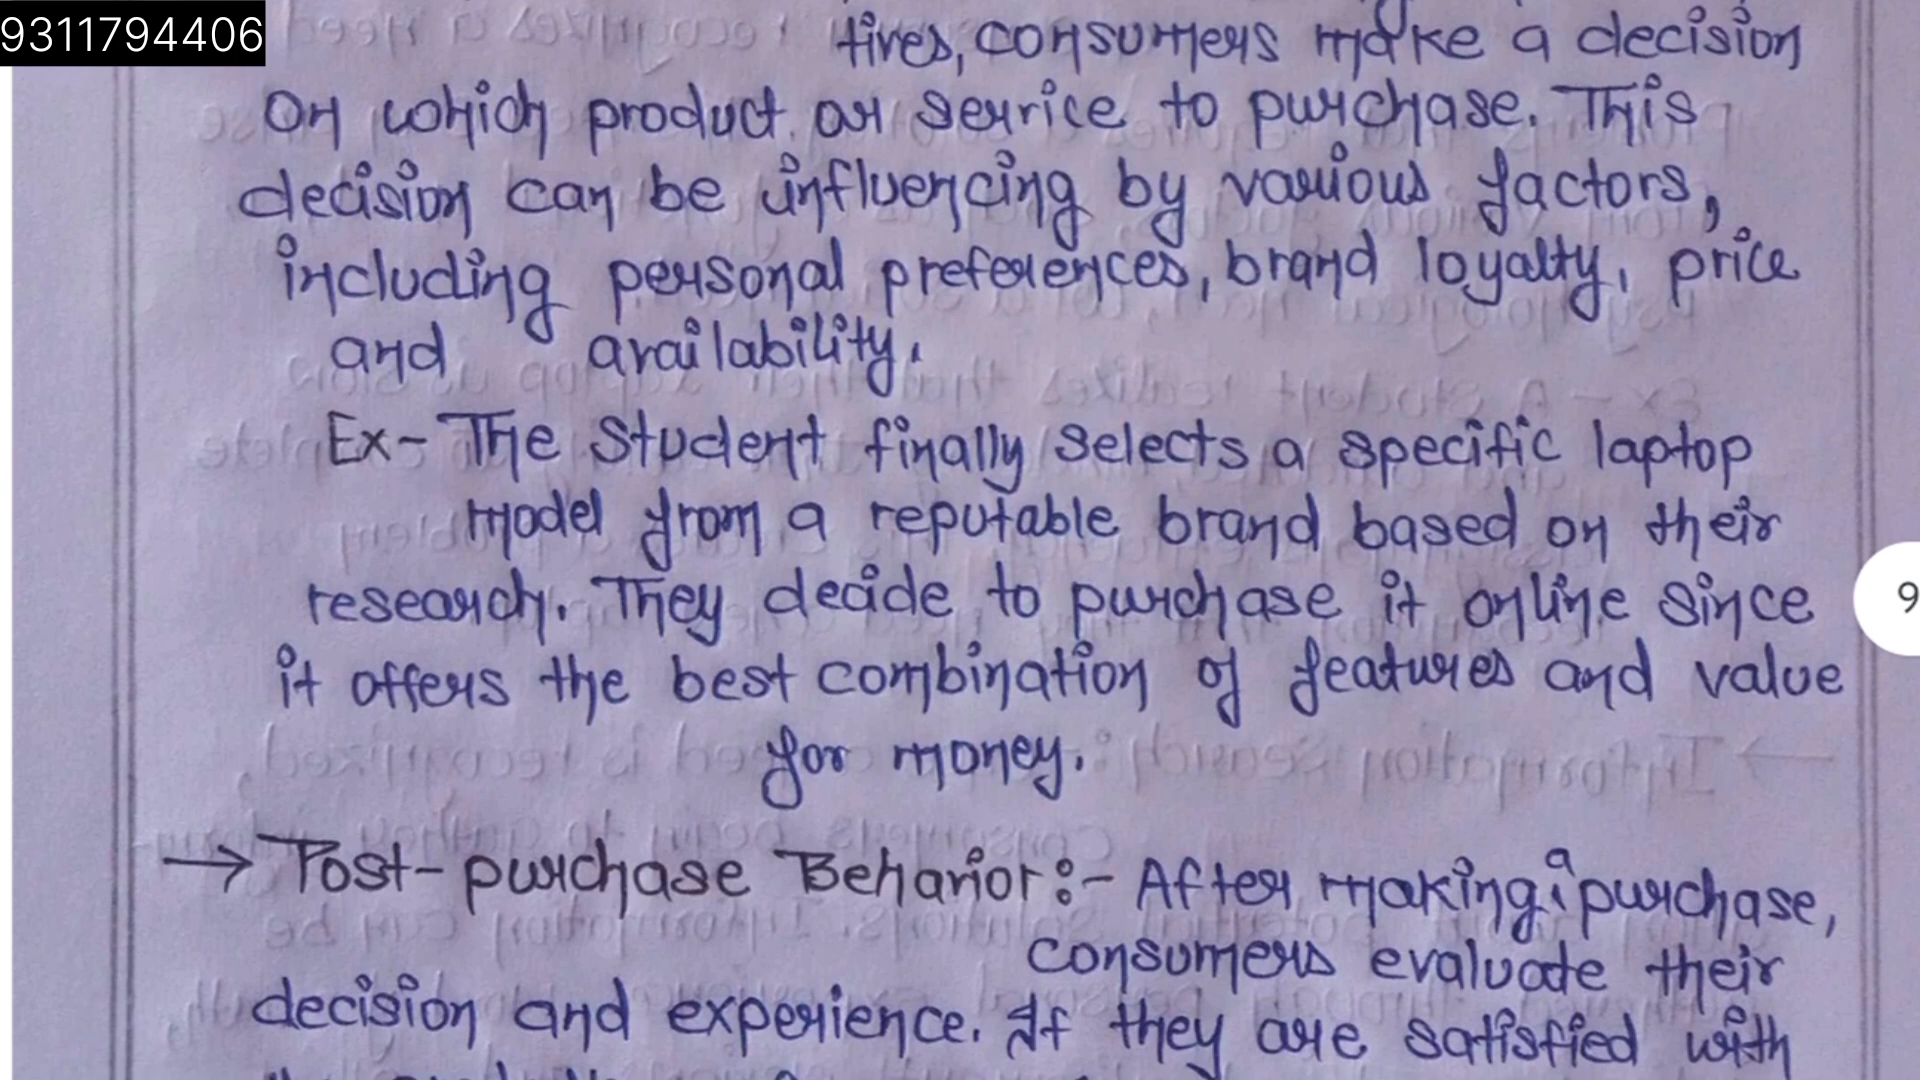 9311794406
tives, consumers make a decision
on which product or service to purchase. This
decision can be influencing by various factors,
including personal preferences, brand loyalty, price
and availability.
Ex- The Student finally selects a specific laptop
model from a reputable brand based on their
research. They decide to purchase it online since
it offers the best combination of features and value
for money.
→ Post-purchase Behavior:- After making a purchase,
consumers evaluate their
decision and experience. If they are satisfied with
9